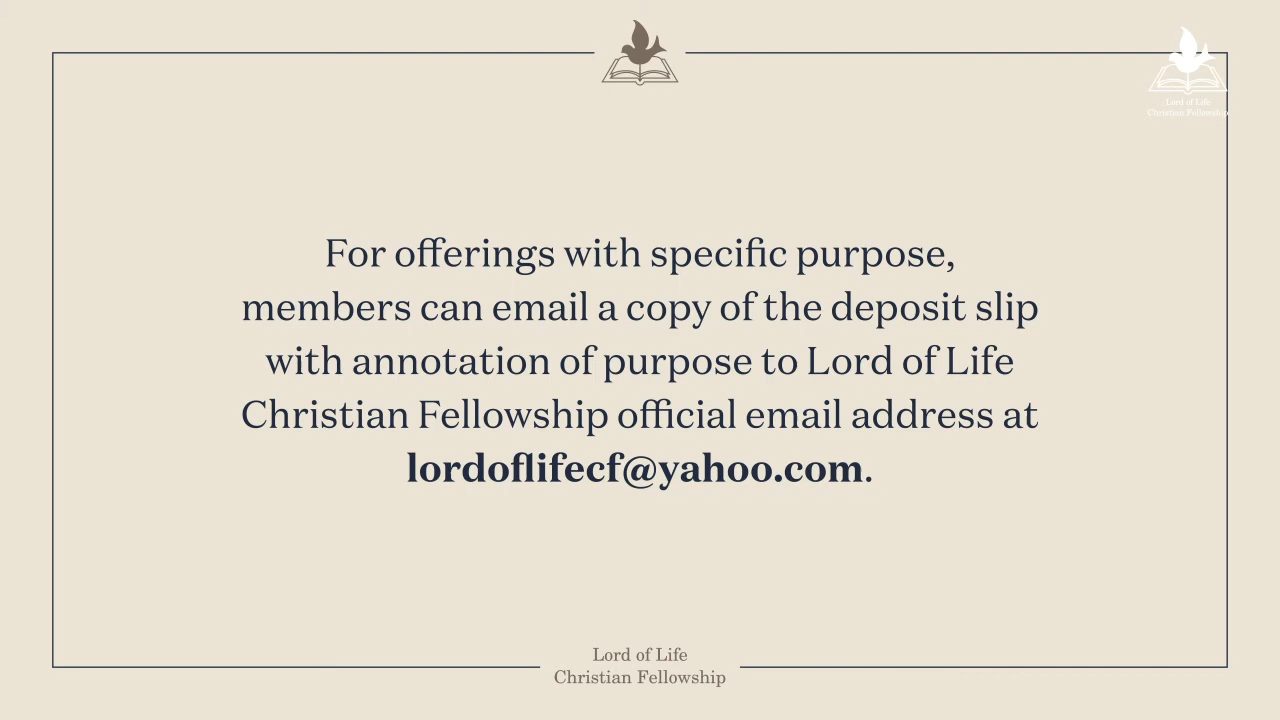 Lord of Life
Christian Fellowship
For offerings with specific purpose,
members can email a copy of the deposit slip
with annotation of purpose to Lord of Life
Christian Fellowship official email address at
lordoflifecf@yahoo.com.
Lord of Life
Christian Fellowship